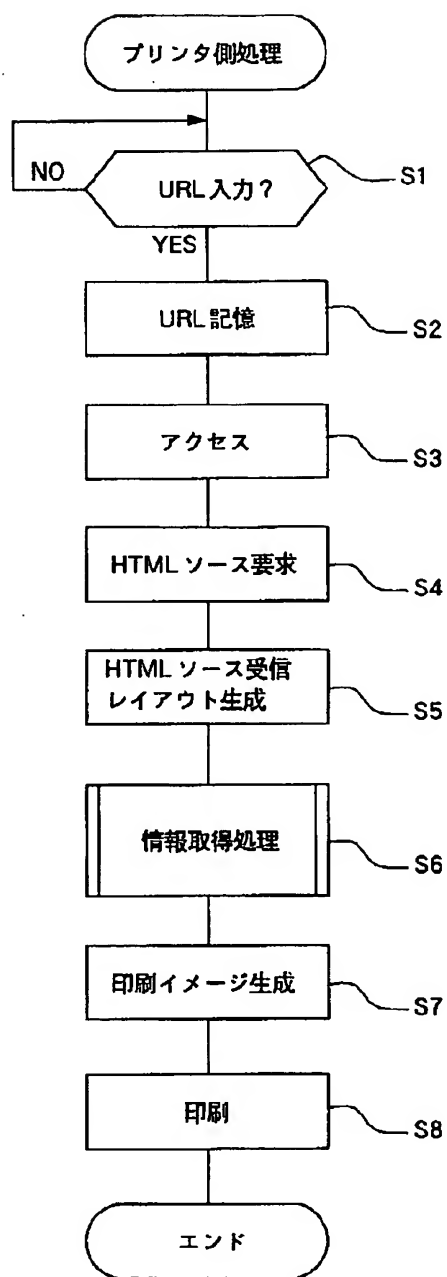 プリンタ側処理
NO
URL入力?
S1
YES
URL記憶
S2
アクセス
S3
HTMLソース要求
S4
HTMLソース受信
レイアウト生成
S5
情報取得処理
S6
印刷イメージ生成
S7
印刷
S8
エンド